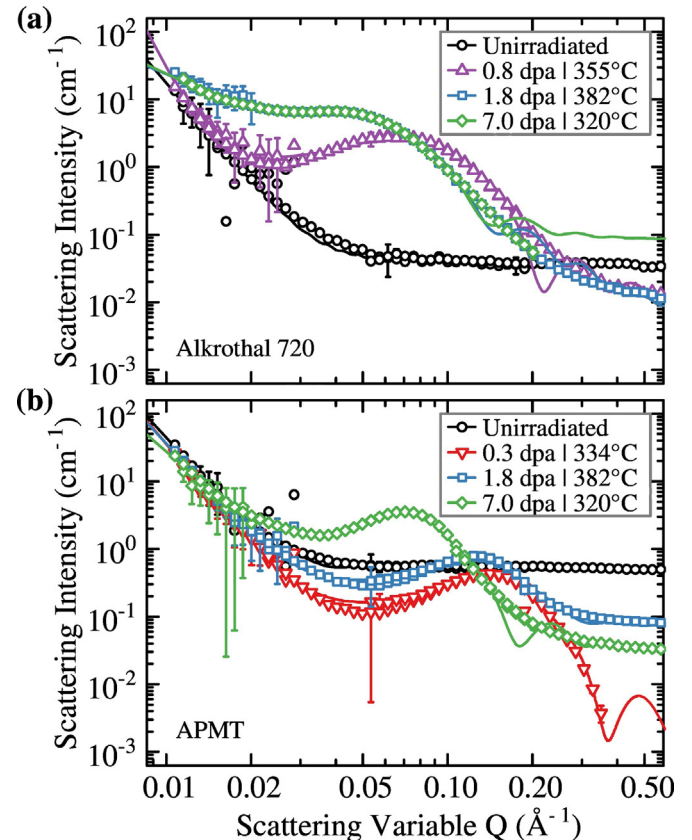 (a)
10²
10¹
10⁰
10⁻¹
10⁻²
10⁻³
Scattering Intensity (cm⁻¹)
Unirradiated
0.8 dpa | 355°C
1.8 dpa | 382°C
7.0 dpa | 320°C
Alkrothal 720
(b)
10²
10¹
10⁰
10⁻¹
10⁻²
10⁻³
Scattering Intensity (cm⁻¹)
Unirradiated
0.3 dpa | 334°C
1.8 dpa | 382°C
7.0 dpa | 320°C
APMT
0.01 0.02 0.05 0.10 0.20 0.50
Scattering Variable Q (Å⁻¹)